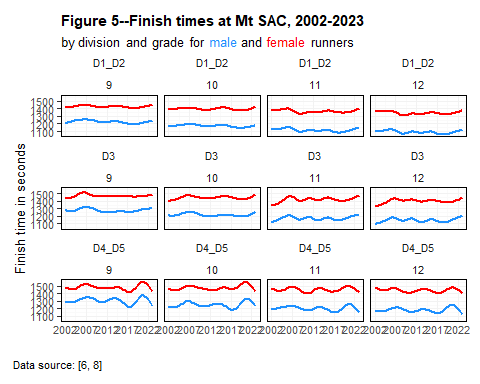 Figure 5--Finish times at Mt SAC, 2002-2023
by division and grade for male and female runners
D1_D2 D1_D2 D1_D2 D1_D2
9 10 11 12
1500
1400
1300
1200
1100
D3 D3 D3 D3
9 10 11 12
1500
1400
1300
1200
1100
D4_D5 D4_D5 D4_D5 D4_D5
9 10 11 12
1500
1400
1300
1200
1100
Finish time in seconds
2002 2007 2012 2017 2022 2002 2007 2012 2017 2022 2002 2007 2012 2017 2022 2002 2007 2012 2017 2022
Data source: [6, 8]